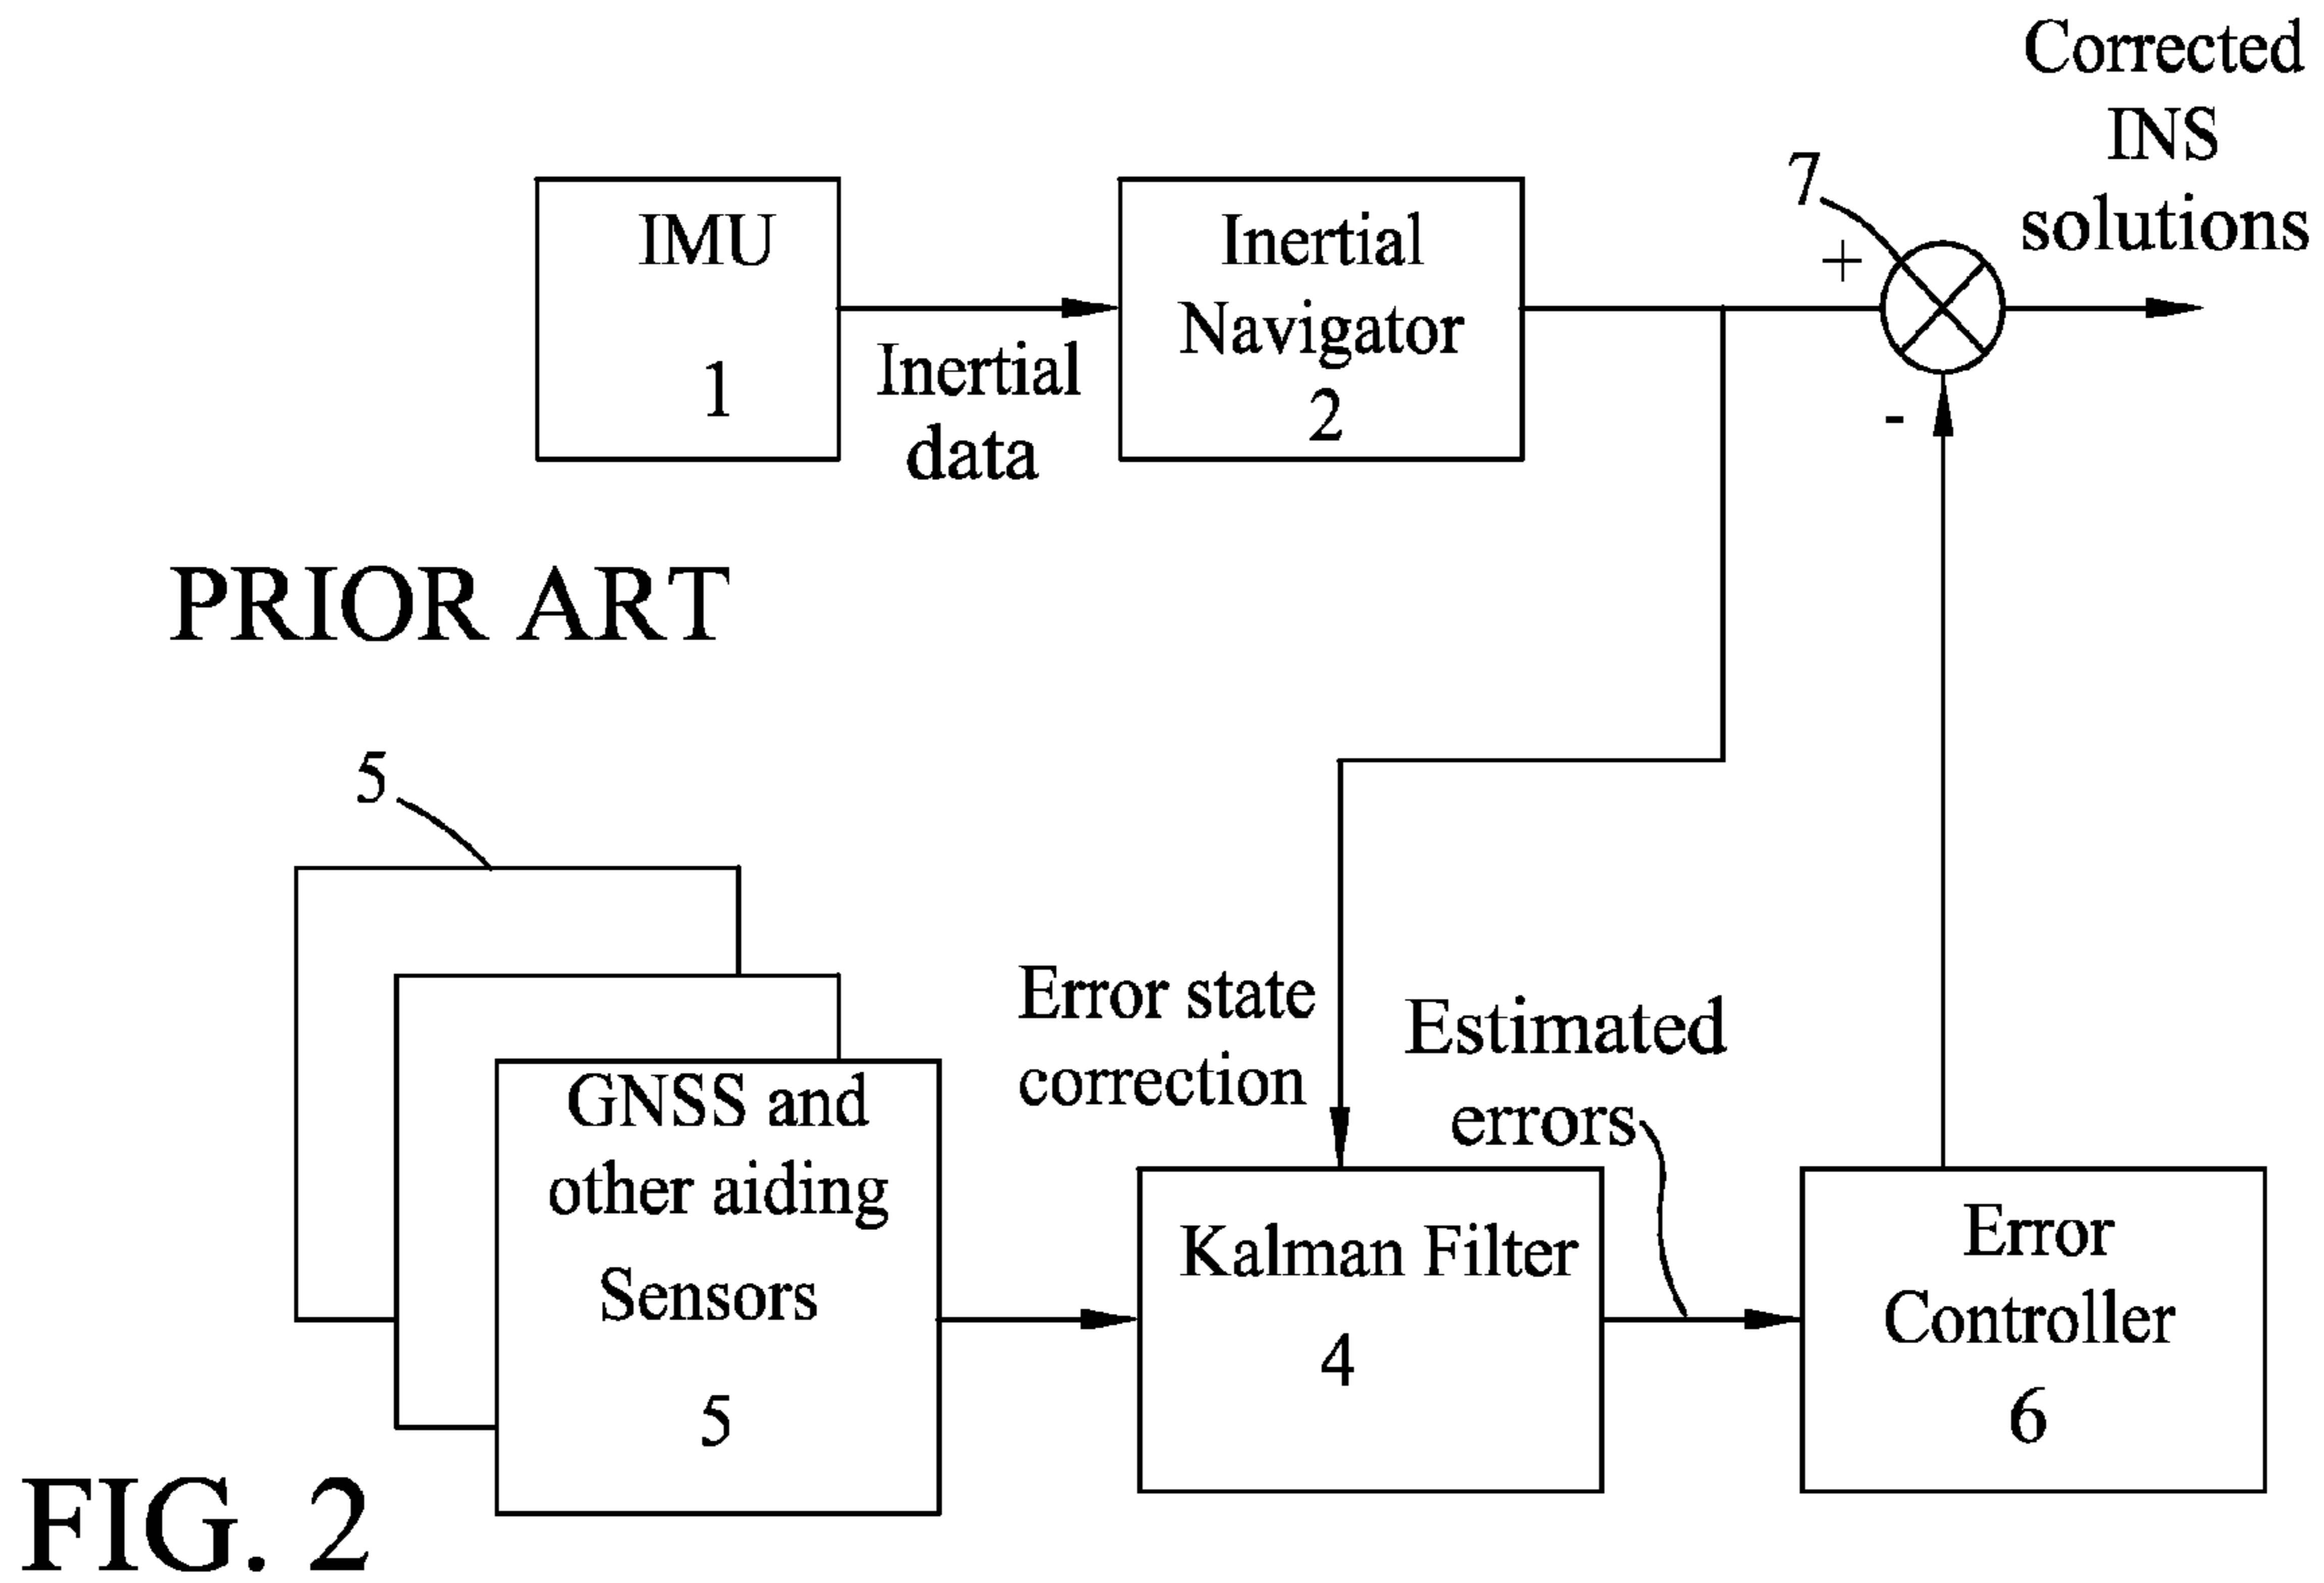 Corrected
INS
solutions
7
+
-
IMU
1
Inertial
data
Inertial
Navigator
2
PRIOR ART
5
GNSS and
other aiding
Sensors
5
Error state
correction
Estimated
errors
Kalman Filter
4
Error
Controller
6
FIG. 2